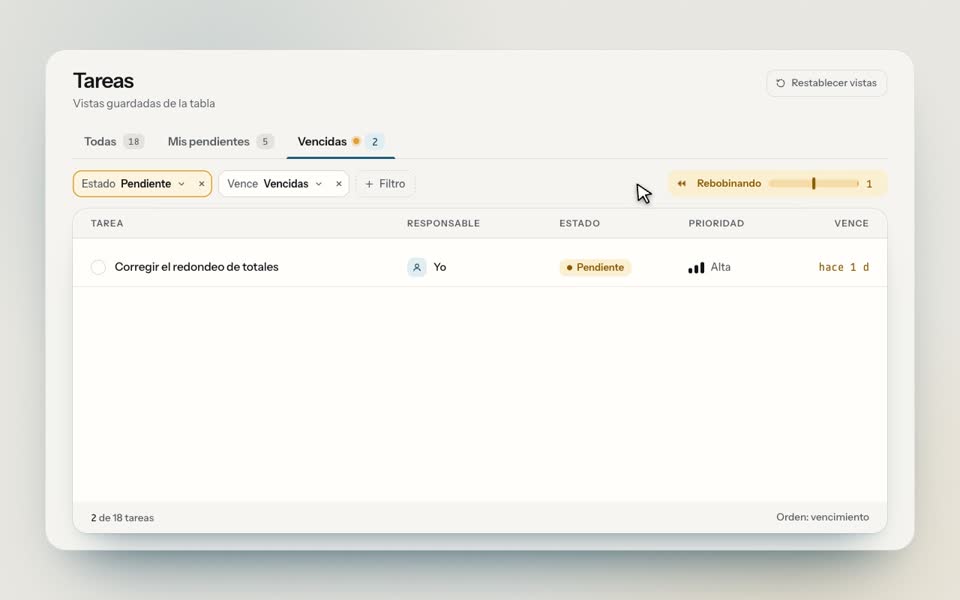 Tareas
Vistas guardadas de la tabla
Restablecer vistas
Todas 18 Mis pendientes 5 Vencidas 2
Estado Pendiente × Vence Vencidas × + Filtro
Rebobinando 1
TAREA RESPONSABLE ESTADO PRIORIDAD VENCE
Corregir el redondeo de totales Yo Pendiente Alta hace 1 d
2 de 18 tareas Orden: vencimiento